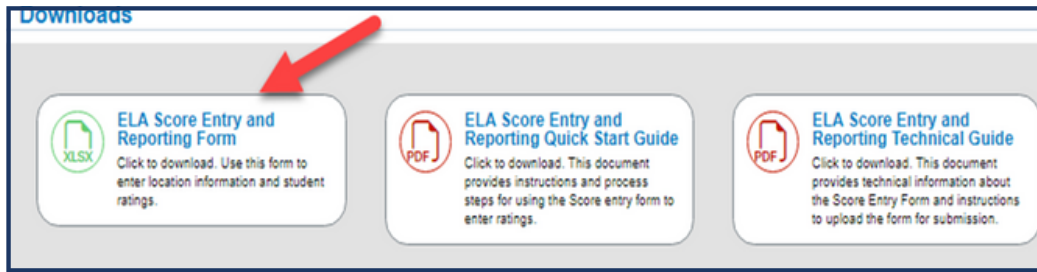 Downloads
ELA Score Entry and
Reporting Form
XLSX
Click to download. Use this form to
enter location information and student
ratings.
ELA Score Entry and
Reporting Quick Start Guide
PDF
Click to download. This document
provides instructions and process
steps for using the Score entry form to
enter ratings.
ELA Score Entry and
Reporting Technical Guide
PDF
Click to download. This document
provides technical information about
the Score Entry Form and instructions
to upload the form for submission.